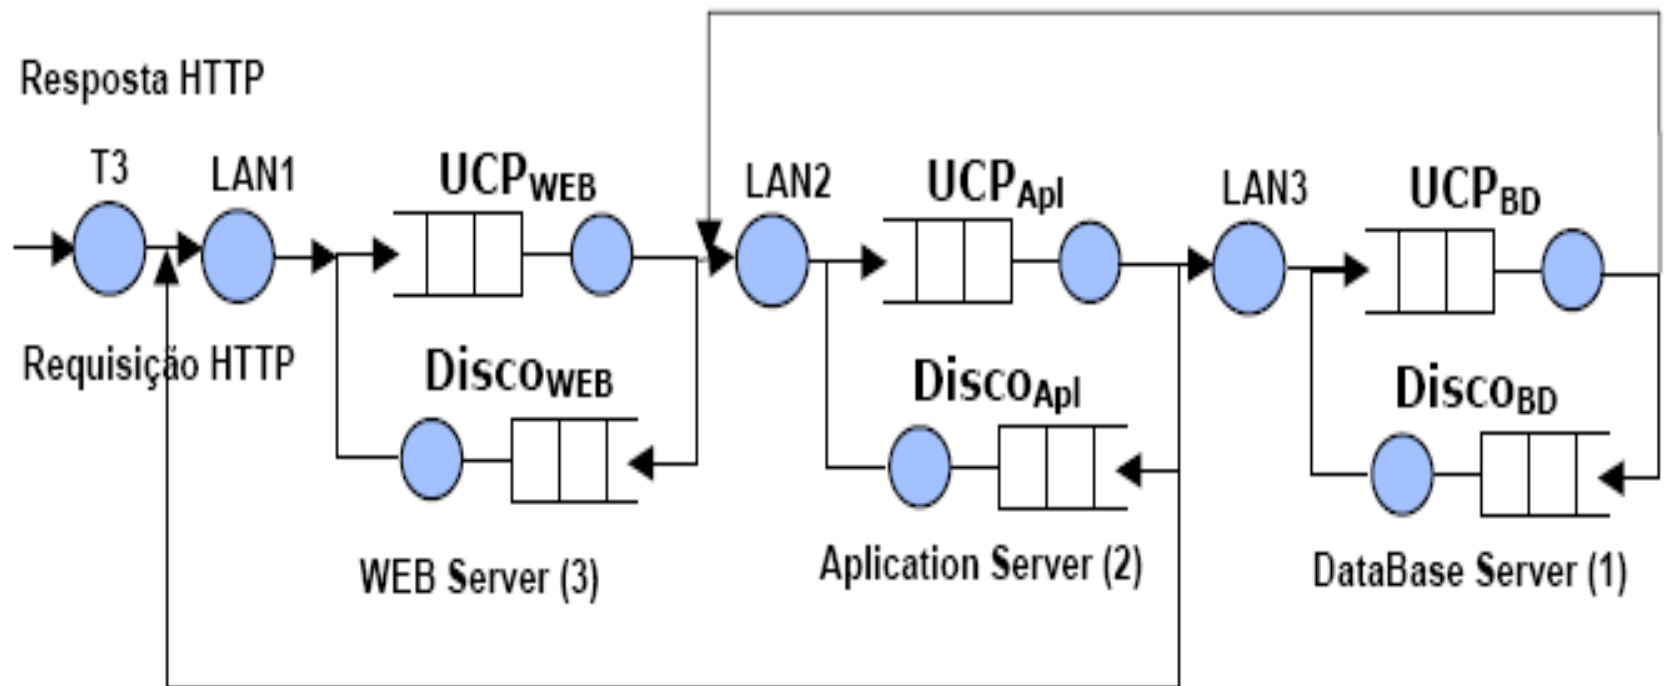 Resposta HTTP
T3
LAN1
UCPWEB
LAN2
UCPApl
LAN3
UCPBD
Requisição HTTP
DiscoWEB
DiscoApl
DiscoBD
WEB Server (3)
Aplication Server (2)
DataBase Server (1)